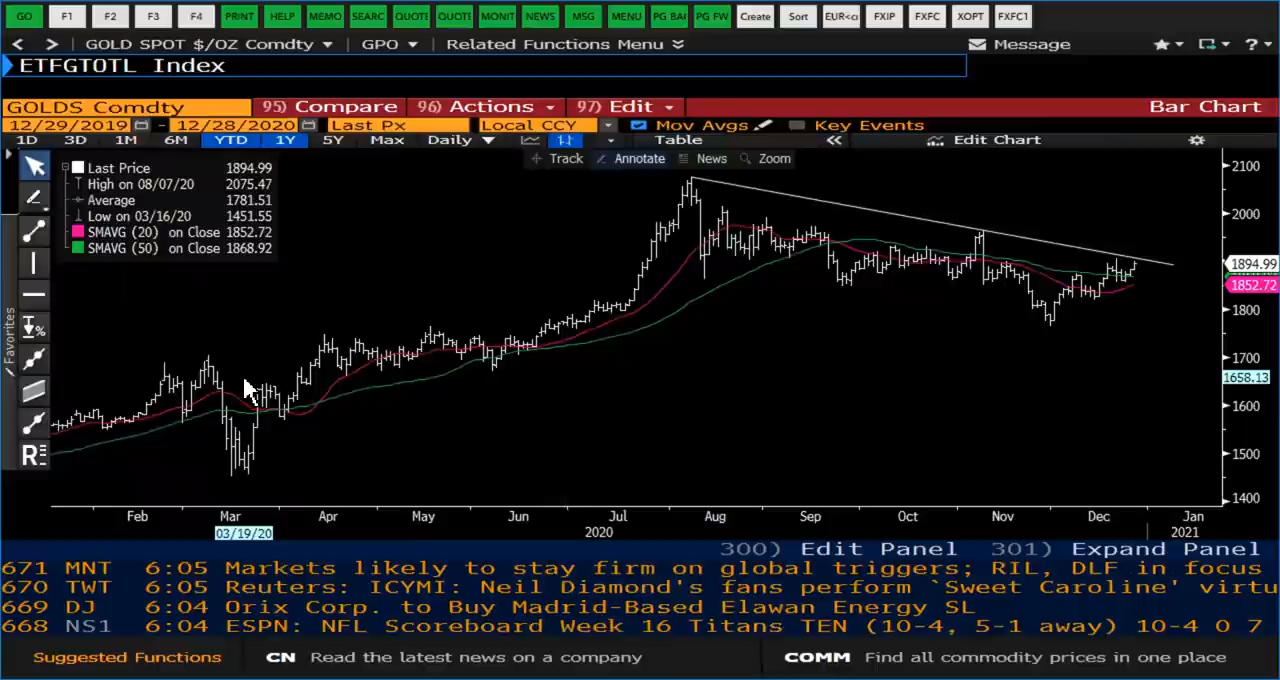 GO F1 F2 F3 F4 PRINT HELP MEMO SEARC QUOTE QUOTE MONIT NEWS MSG MENU PG BAI PG FW Create Sort EUR<cu FXIP FXFC XOPT FXFC1
< > GOLD SPOT $/OZ Comdty GPO Related Functions Menu Message ?
ETFGTOTL Index
GOLDS Comdty 95) Compare 96) Actions 97) Edit Bar Chart
12/29/2019 - 12/28/2020 Last Px Local CCY Mov Avgs Key Events
1D 3D 1M 6M YTD 1Y 5Y Max Daily Table Edit Chart
Track Annotate News Zoom
Last Price 1894.99
High on 08/07/20 2075.47
Average 1781.51
Low on 03/16/20 1451.55
SMAVG (20) on Close 1852.72
SMAVG (50) on Close 1868.92
Favorites
2100
2000
1894.99
1852.72
1800
1700
1658.13
1600
1500
1400
Feb Mar Apr May Jun Jul Aug Sep Oct Nov Dec Jan
03/19/20 2020 2021
300) Edit Panel 301) Expand Panel
671 MNT 6:05 Markets likely to stay firm on global triggers; RIL, DLF in focus
670 TWT 6:05 Reuters: ICYMI: Neil Diamond's fans perform `Sweet Caroline' virtu
669 DJ 6:04 Orix Corp. to Buy Madrid-Based Elawan Energy SL
668 NS1 6:04 ESPN: NFL Scoreboard Week 16 Titans TEN (10-4, 5-1 away) 10-4 0 7
Suggested Functions CN Read the latest news on a company COMM Find all commodity prices in one place